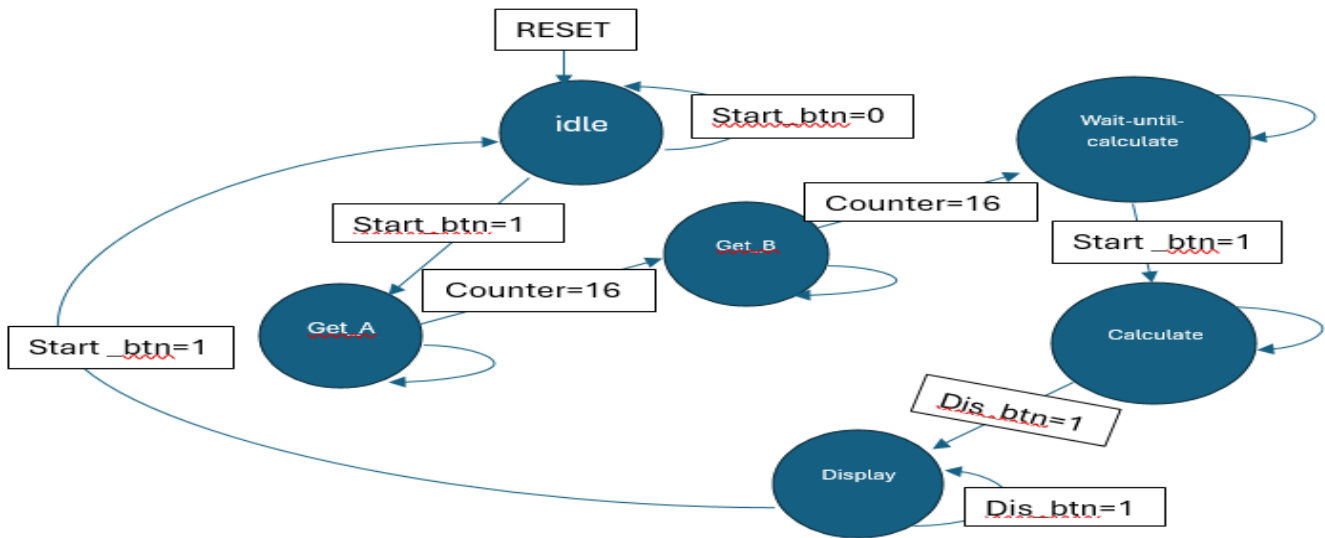 RESET
idle
Start_btn=0
Wait-until-
calculate
Start_btn=1
Counter=16
Get_B
Start _btn=1
Counter=16
Get_A
Calculate
Start _btn=1
Dis_btn=1
Display
Dis_btn=1